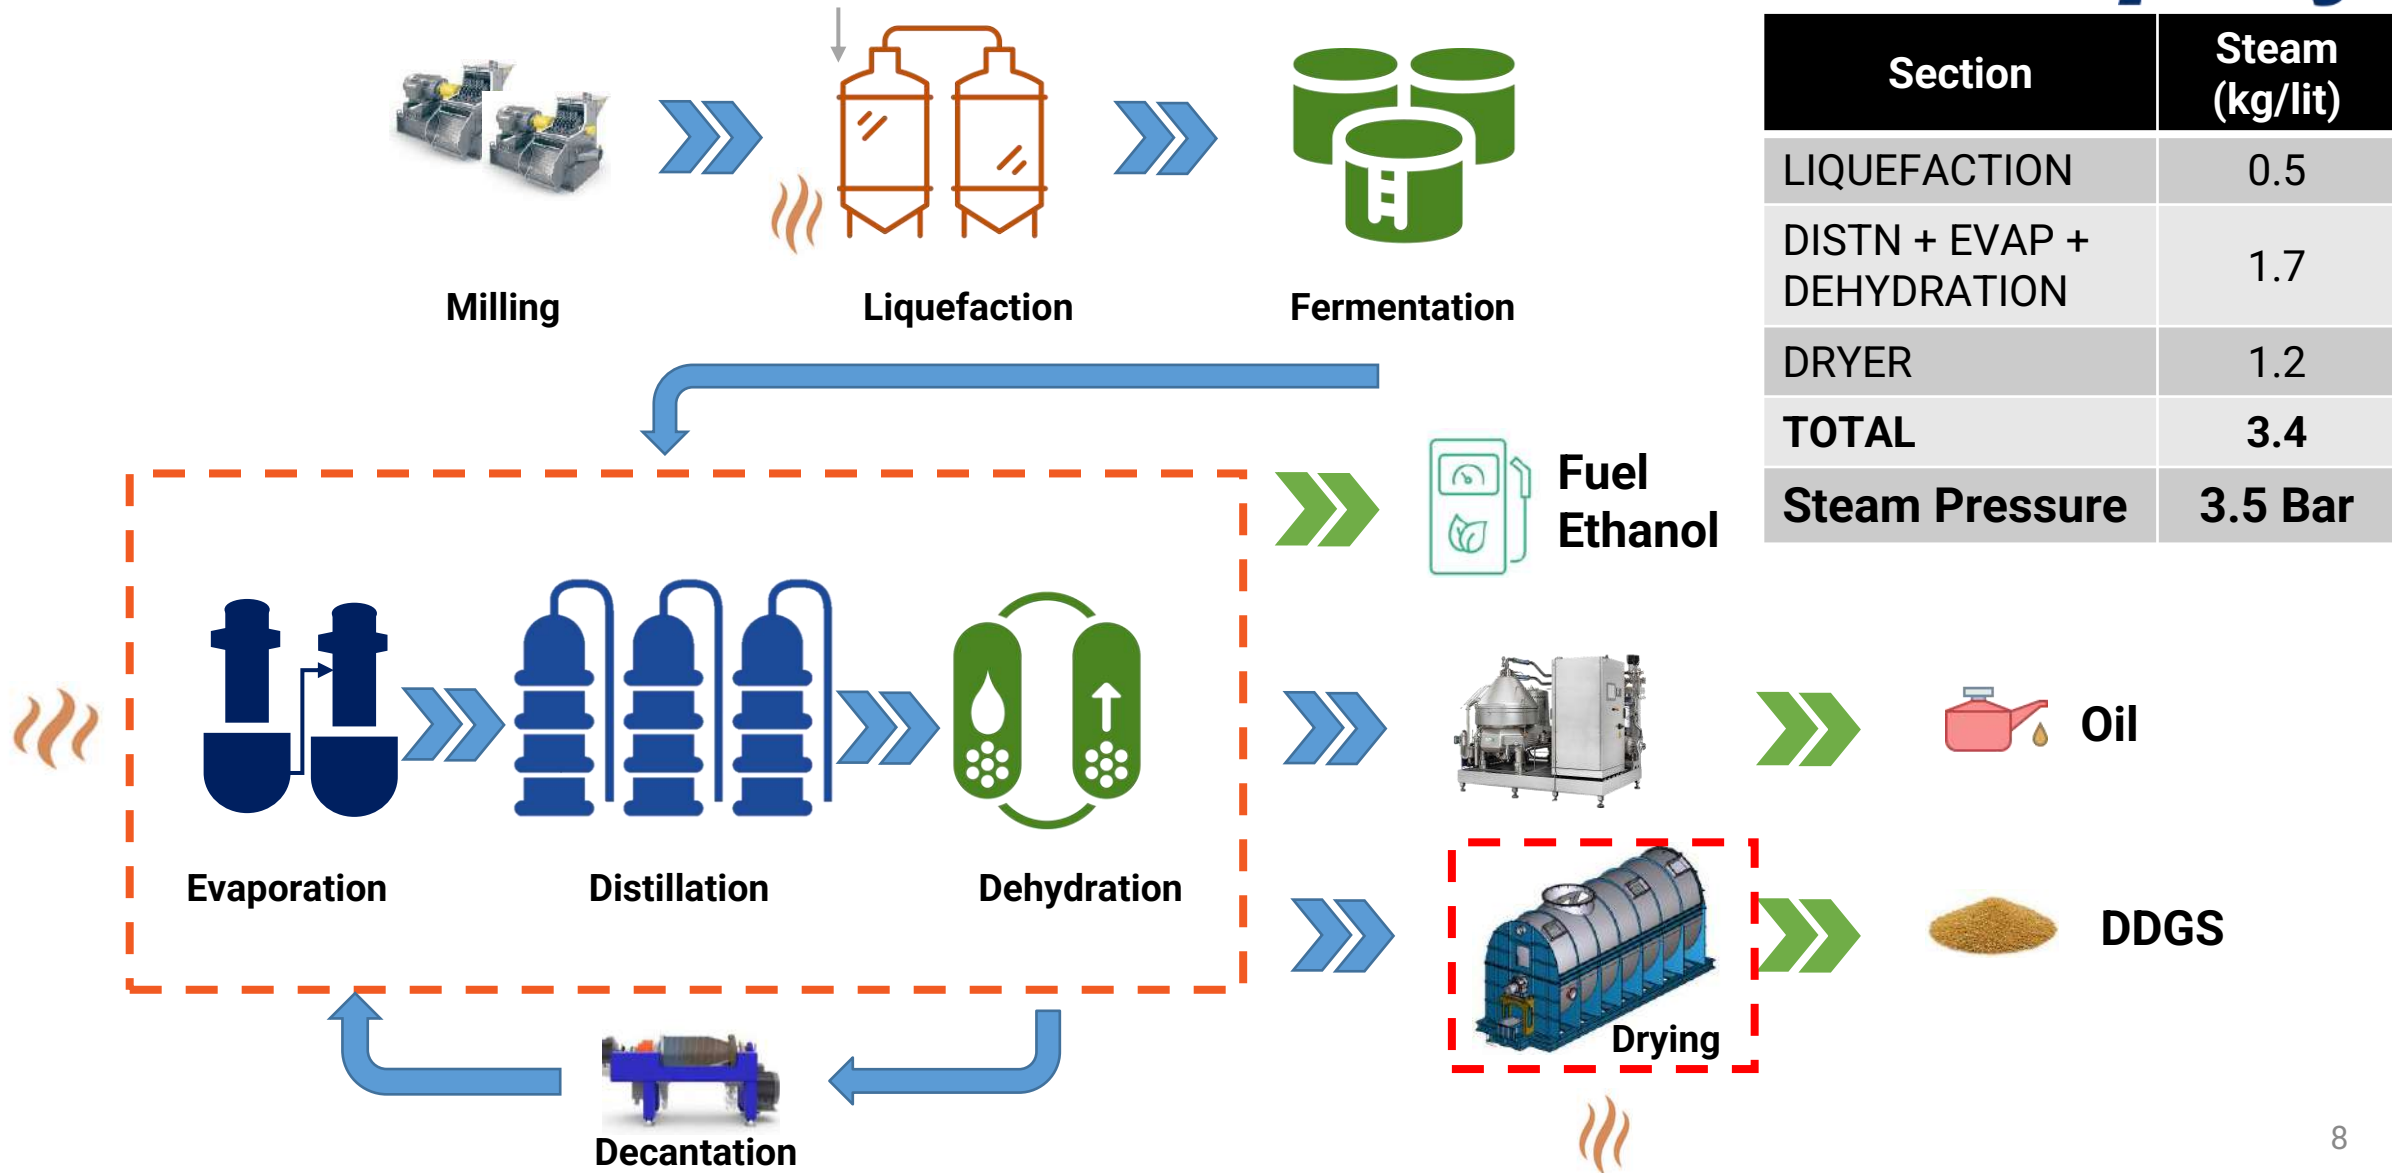 Section
Steam
(kg/lit)
LIQUEFACTION
0.5
DISTN + EVAP +
DEHYDRATION
1.7
DRYER
1.2
TOTAL
3.4
Steam Pressure
3.5 Bar
Milling
Liquefaction
Fermentation
Fuel
Ethanol
Evaporation
Distillation
Dehydration
Oil
Drying
DDGS
Decantation
8